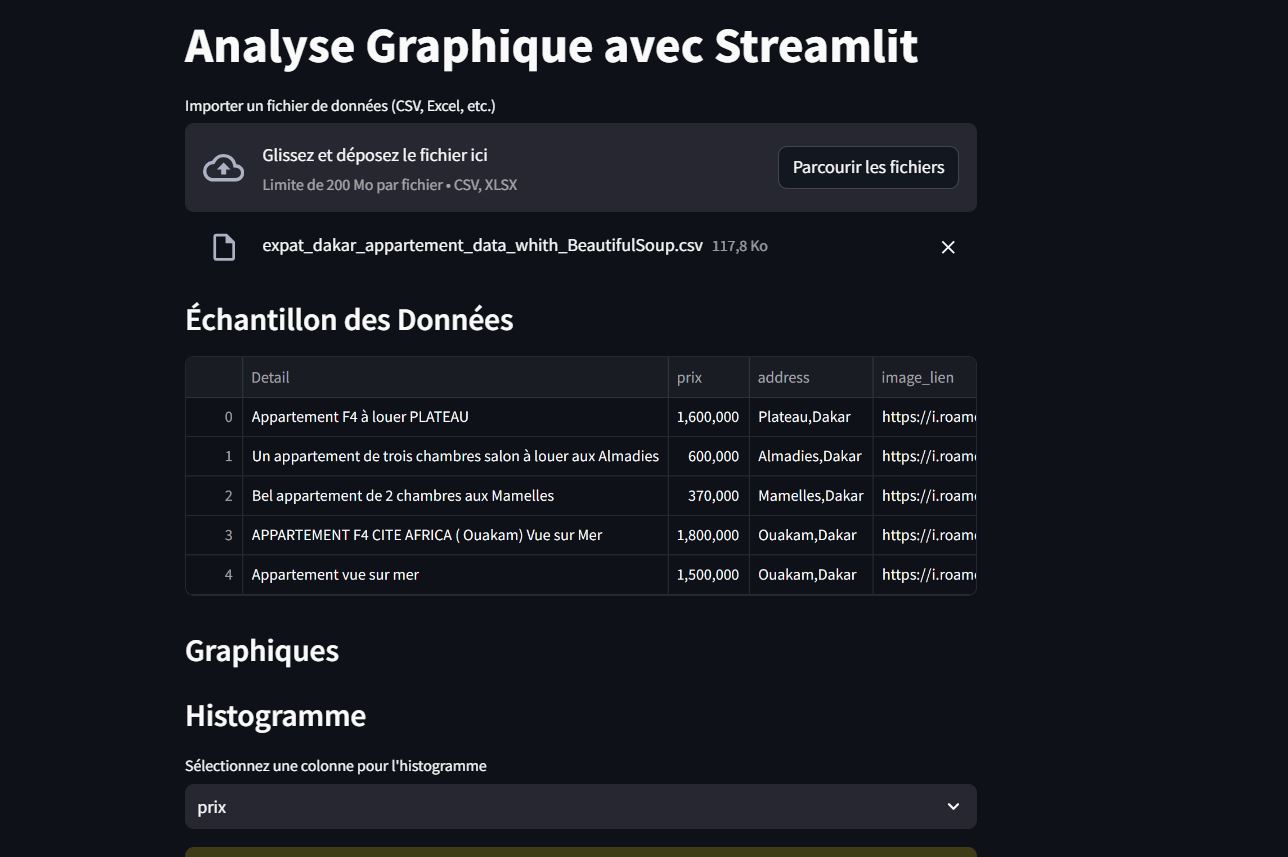 Analyse Graphique avec Streamlit
Importer un fichier de données (CSV, Excel, etc.)
Glissez et déposez le fichier ici
Limite de 200 Mo par fichier • CSV, XLSX
Parcourir les fichiers
expat_dakar_appartement_data_whith_BeautifulSoup.csv 117,8 Ko
Échantillon des Données
Detail prix address image_lien
0 Appartement F4 à louer PLATEAU 1,600,000 Plateau,Dakar https://i.roam
1 Un appartement de trois chambres salon à louer aux Almadies 600,000 Almadies,Dakar https://i.roam
2 Bel appartement de 2 chambres aux Mamelles 370,000 Mamelles,Dakar https://i.roam
3 APPARTEMENT F4 CITE AFRICA ( Ouakam) Vue sur Mer 1,800,000 Ouakam,Dakar https://i.roam
4 Appartement vue sur mer 1,500,000 Ouakam,Dakar https://i.roam
Graphiques
Histogramme
Sélectionnez une colonne pour l'histogramme
prix